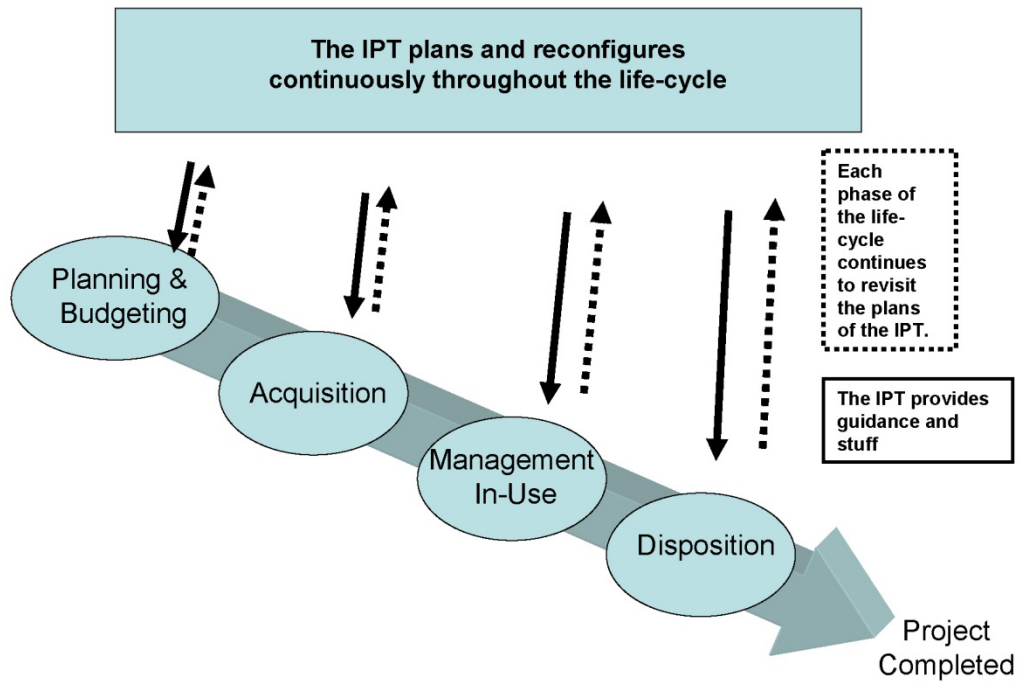 The IPT plans and reconfigures
continuously throughout the life-cycle
Each
phase of
the life-
cycle
continues
to revisit
the plans
of the IPT.
The IPT provides
guidance and
stuff
Planning &
Budgeting
Acquisition
Management
In-Use
Disposition
Project
Completed